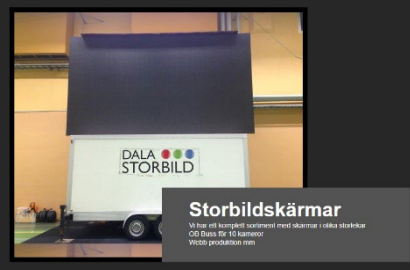 DALA
STORBILD
Storbildskärmar
Vi har ett komplett sortiment med skärmar i olika storlekar
OB Buss för 10 kameror
Webb produktion mm